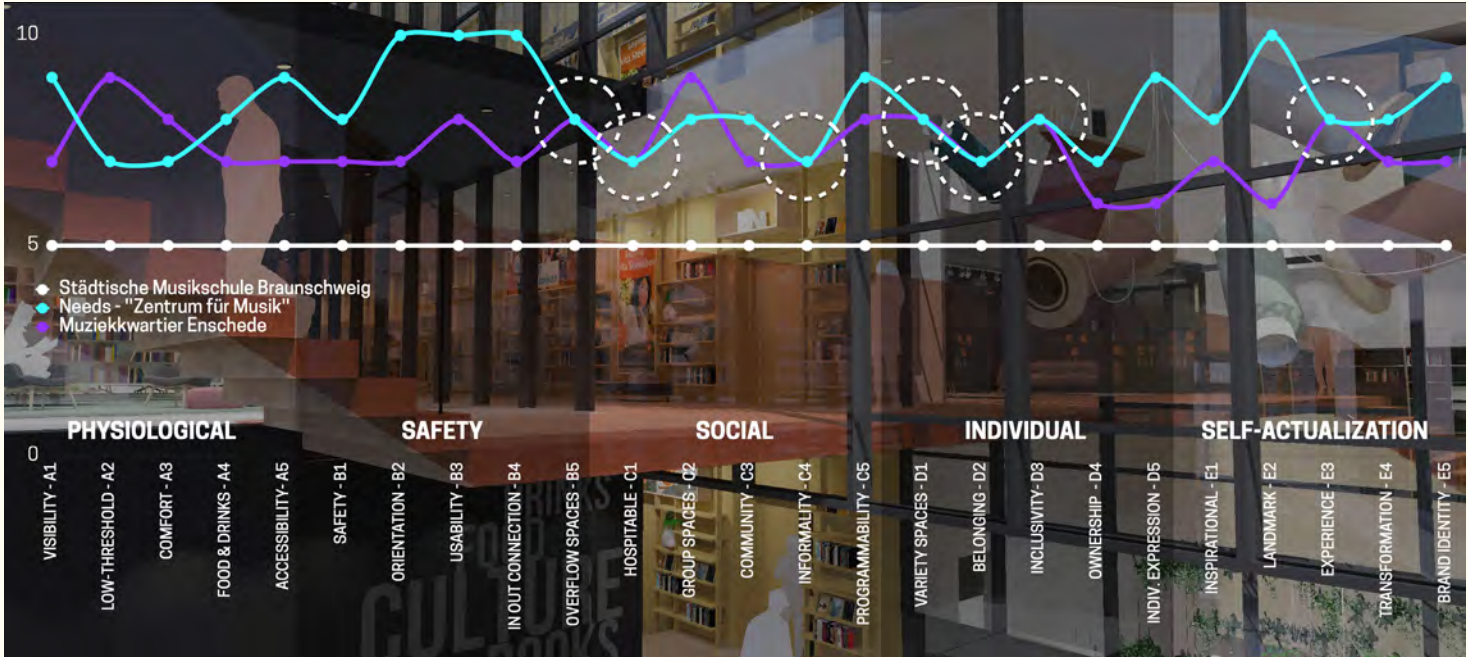 10
5
Städtische Musikschule Braunschweig
Needs - "Zentrum für Musik"
Muziekkwartier Enschede
PHYSIOLOGICAL
SAFETY
SOCIAL
INDIVIDUAL
SELF-ACTUALIZATION
0
VISIBILITY - A1
LOW-THRESHOLD - A2
COMFORT - A3
FOOD & DRINKS - A4
ACCESSIBILITY- A5
SAFETY - B1
ORIENTATION - B2
USABILITY - B3
IN OUT CONNECTION - B4
OVERFLOW SPACES - B5
HOSPITABLE - C1
GROUP SPACES - C2
COMMUNITY - C3
INFORMALITY - C4
PROGRAMMABILITY - C5
VARIETY SPACES - D1
BELONGING - D2
INCLUSIVITY- D3
OWNERSHIP - D4
INDIV. EXPRESSION - D5
INSPIRATIONAL - E1
LANDMARK - E2
EXPERIENCE - E3
TRANSFORMATION - E4
BRAND IDENTITY - E5
DRINKS
FOOD
CULTURE
BOOKS